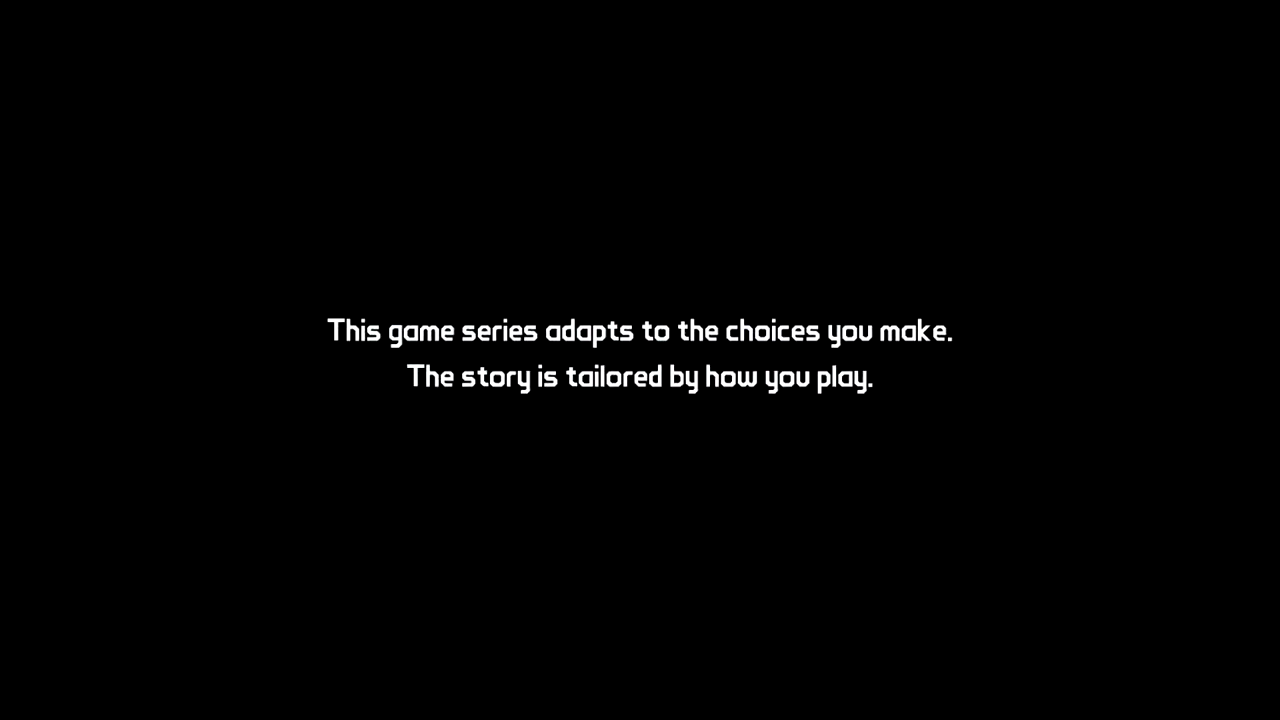 This game series adapts to the choices you make.
The story is tailored by how you play.